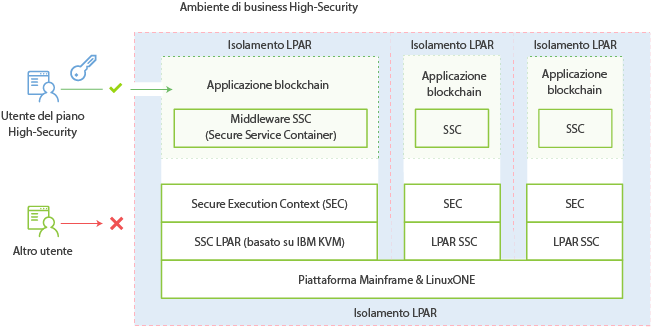 Ambiente di business High-Security
Isolamento LPAR
Isolamento LPAR
Isolamento LPAR
Utente del piano
High-Security
Applicazione blockchain
Middleware SSC
(Secure Service Container)
Applicazione
blockchain
SSC
Applicazione
blockchain
SSC
Altro utente
Secure Execution Context (SEC)
SEC
SEC
SSC LPAR (basato su IBM KVM)
LPAR SSC
LPAR SSC
Piattaforma Mainframe & LinuxONE
Isolamento LPAR